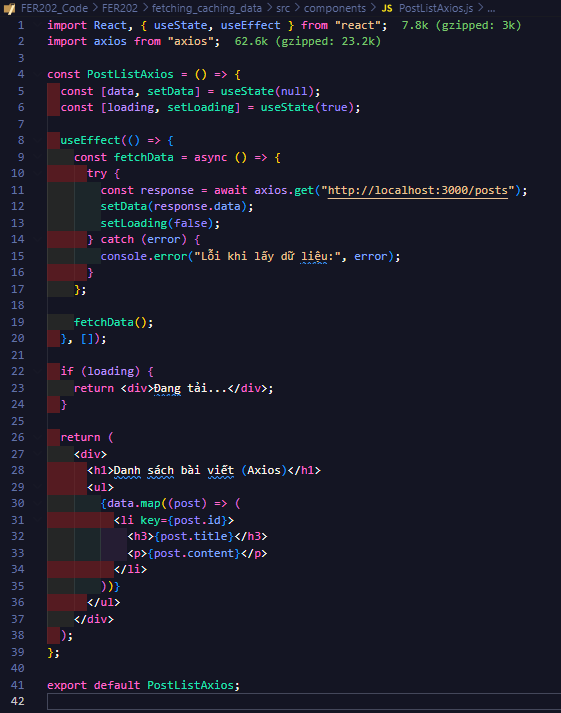 FER202_Code > FER202 > fetching_caching_data > src > components > JS PostListAxios.js > ...
1 import React, { useState, useEffect } from "react"; 7.8k (gzipped: 3k)
2 import axios from "axios"; 62.6k (gzipped: 23.2k)
3
4 const PostListAxios = () => {
5 const [data, setData] = useState(null);
6 const [loading, setLoading] = useState(true);
7
8 useEffect(() => {
9 const fetchData = async () => {
10 try {
11 const response = await axios.get("http://localhost:3000/posts");
12 setData(response.data);
13 setLoading(false);
14 } catch (error) {
15 console.error("Lỗi khi lấy dữ liệu:", error);
16 }
17 };
18
19 fetchData();
20 }, []);
21
22 if (loading) {
23 return <div>Đang tải...</div>;
24 }
25
26 return (
27 <div>
28 <h1>Danh sách bài viết (Axios)</h1>
29 <ul>
30 {data.map((post) => (
31 <li key={post.id}>
32 <h3>{post.title}</h3>
33 <p>{post.content}</p>
34 </li>
35 ))}
36 </ul>
37 </div>
38 );
39 };
40
41 export default PostListAxios;
42